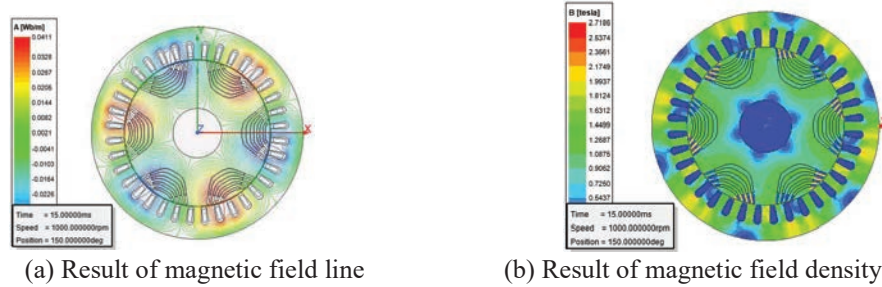 A [Wb/m]
0.0411
0.0329
0.0267
0.0206
0.0144
0.0082
0.0021
-0.0041
-0.0103
-0.0164
-0.0226
Time = 15.00000ms
Speed = 1000.000000rpm
Position = 150.000000deg
Y
Z
X
(a) Result of magnetic field line
B [tesla]
2.7186
2.5374
2.3561
2.1749
1.9937
1.8124
1.6312
1.4499
1.2687
1.0875
0.9062
0.7250
0.5437
Time = 15.00000ms
Speed = 1000.000000rpm
Position = 150.000000deg
(b) Result of magnetic field density